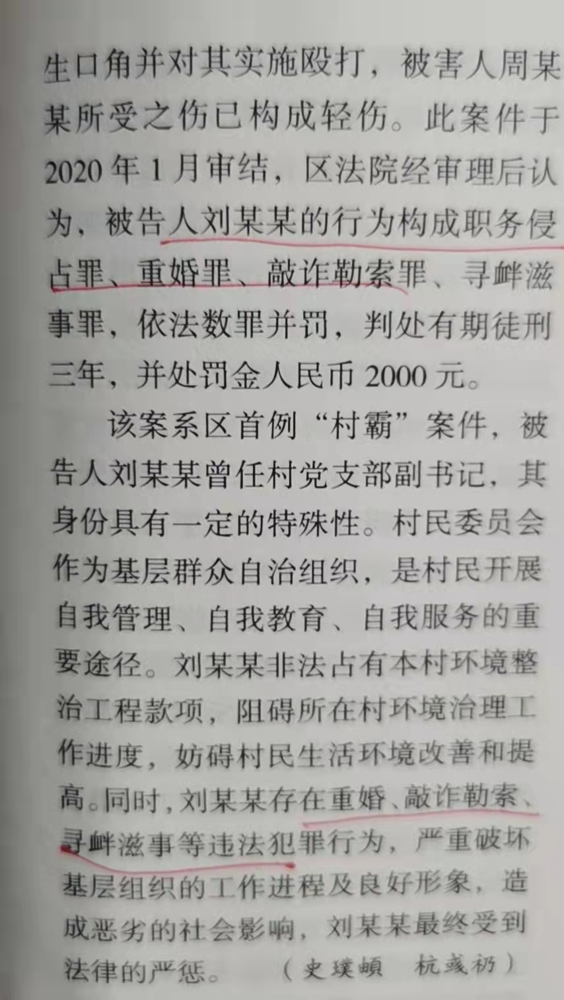 生口角并对其实施殴打，被害人周某
某所受之伤已构成轻伤。此案件于
2020 年 1 月审结，区法院经审理后认
为，被告人刘某某的行为构成职务侵
占罪、重婚罪、敲诈勒索罪、寻衅滋
事罪，依法数罪并罚，判处有期徒刑
三年，并处罚金人民币 2000 元。
该案系区首例“村霸”案件，被
告人刘某某曾任村党支部副书记，其
身份具有一定的特殊性。村民委员会
作为基层群众自治组织，是村民开展
自我管理、自我教育、自我服务的重
要途径。刘某某非法占有本村环境整
治工程款项，阻碍所在村环境治理工
作进度，妨碍村民生活环境改善和提
高。同时，刘某某存在重婚、敲诈勒索、
寻衅滋事等违法犯罪行为，严重破坏
基层组织的工作进程及良好形象，造
成恶劣的社会影响，刘某某最终受到
法律的严惩。（史璞頔　杭彧礽）